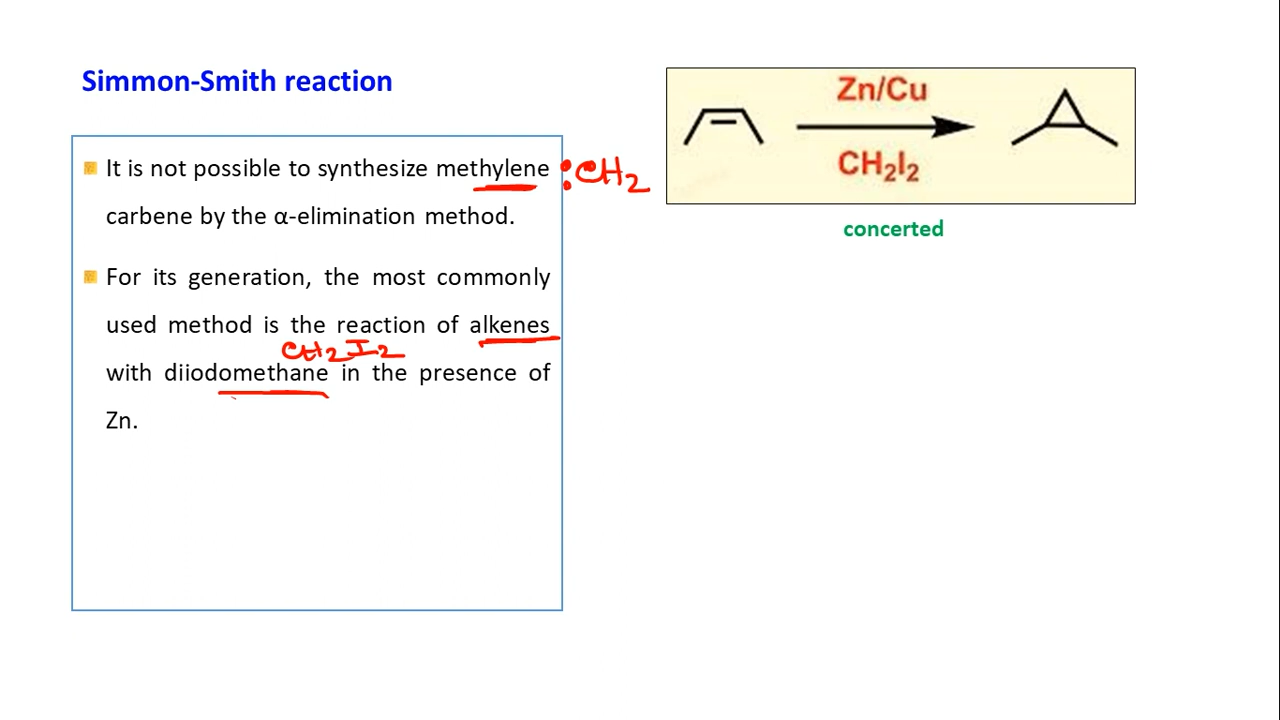 Simmon-Smith reaction
It is not possible to synthesize methylene :CH2
carbene by the α-elimination method.
For its generation, the most commonly
used method is the reaction of alkenes
CH2I2
with diiodomethane in the presence of
Zn.
Zn/Cu
CH2I2
concerted